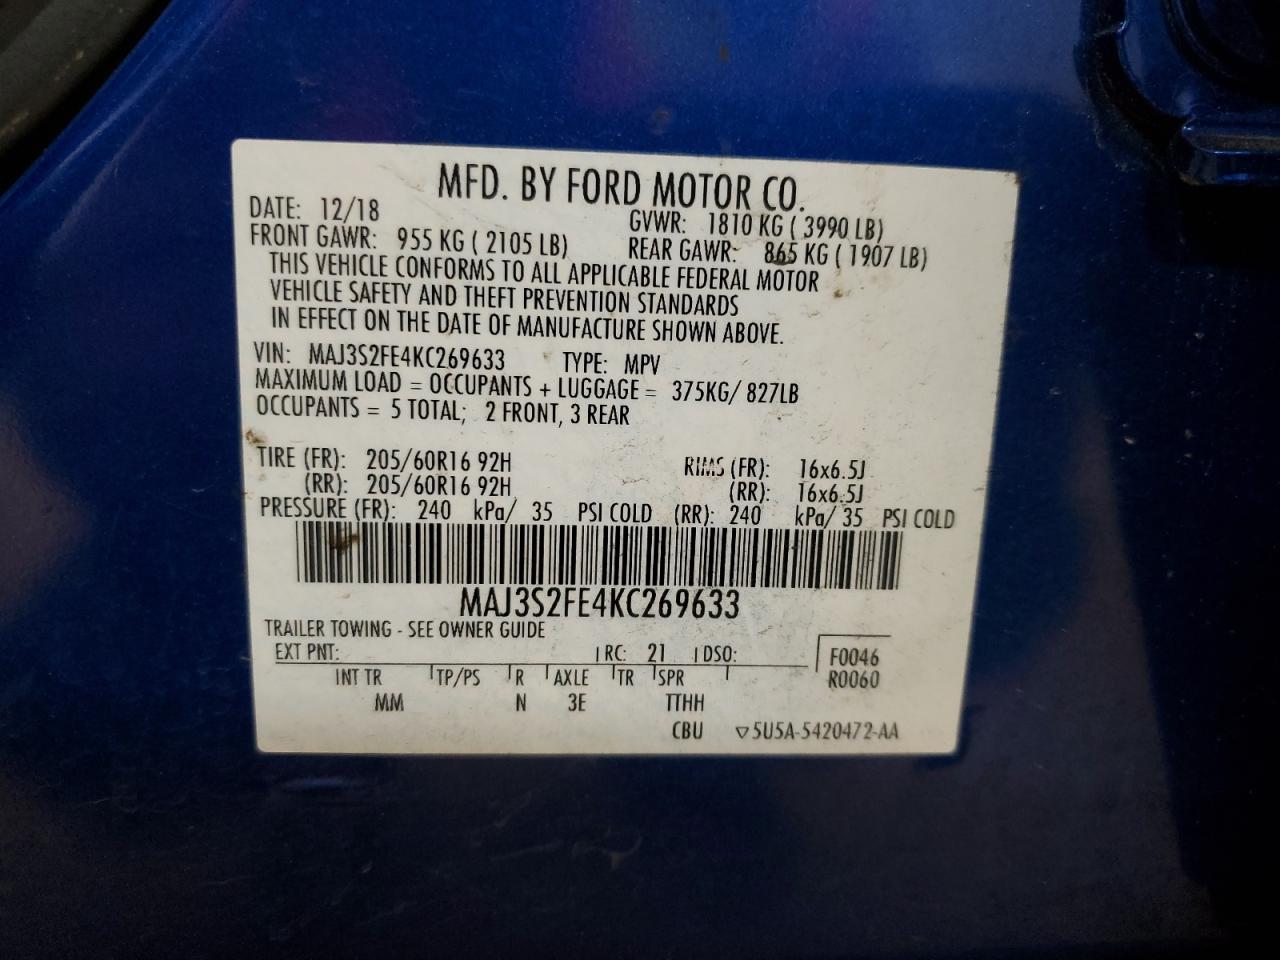 MFD. BY FORD MOTOR CO.
DATE: 12/18 GVWR: 1810 KG ( 3990 LB)
FRONT GAWR: 955 KG ( 2105 LB) REAR GAWR: 865 KG ( 1907 LB)
THIS VEHICLE CONFORMS TO ALL APPLICABLE FEDERAL MOTOR
VEHICLE SAFETY AND THEFT PREVENTION STANDARDS
IN EFFECT ON THE DATE OF MANUFACTURE SHOWN ABOVE.
VIN: MAJ3S2FE4KC269633 TYPE: MPV
MAXIMUM LOAD = OCCUPANTS + LUGGAGE = 375KG/ 827LB
OCCUPANTS = 5 TOTAL; 2 FRONT, 3 REAR
TIRE (FR): 205/60R16 92H RIMS (FR): 16x6.5J
(RR): 205/60R16 92H (RR): 16x6.5J
PRESSURE (FR): 240 kPa/ 35 PSI COLD (RR): 240 kPa/ 35 PSI COLD
MAJ3S2FE4KC269633
TRAILER TOWING - SEE OWNER GUIDE
EXT PNT: RC: 21 DSO: F0046
INT TR TP/PS R AXLE TR SPR R0060
MM N 3E TTHH
CBU ▽5U5A-5420472-AA